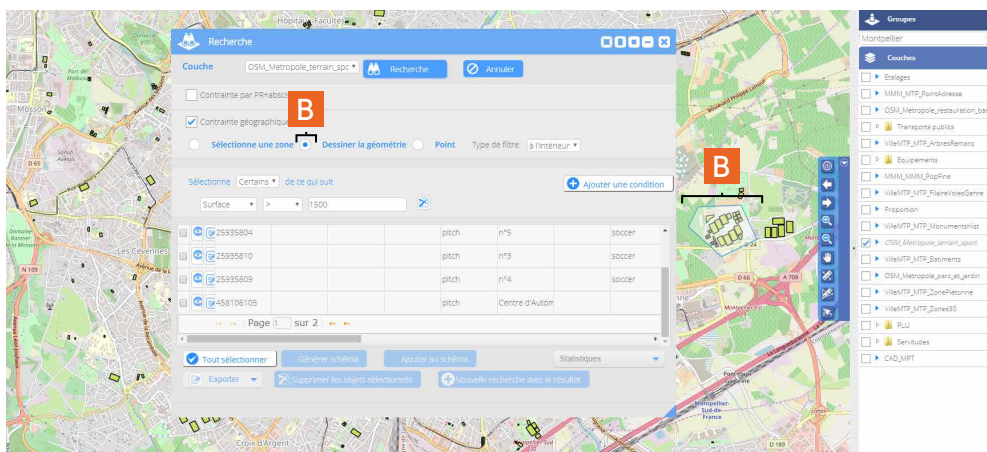 Hôpitaux-Facultés
Recherche
Couche
OSM_Metropole_terrain_spc
Recherche
Annuler
Contrainte par PR+absc
B
Contrainte géographique
Sélectionne une zone
Dessiner la géométrie
Point
Type de filtre:
à l'intérieur
Sélectionne
Certains
de ce qui suit
Ajouter une condition
Surface
>
1500
25935804
pitch
n°5
soccer
25935810
pitch
n°3
soccer
25935809
pitch
n°4
soccer
458106105
pitch
Centre d'Autom
Page 1 sur 2
Tout sélectionner
Générer schéma
Ajouter au schéma
Statistiques
Exporter
Supprimer les objets sélectionnés
Nouvelle recherche avec le résultat
B
Mosson
D 65
Les Cévennes
N 109
Croix d'Argent
D 24
D 66
A 709
Montpellier-
Sud-de-
France
D 189
Groupes
Montpellier
Couches
Etalages
MMM_MTP_PointAdresse
OSM_Metropole_restauration_bar
Transports publics
VilleMTP_MTP_ArbresRemarq
Equipements
MMM_MMM_PopFine
VilleMTP_MTP_FilaireVoiesGenre
Proportion
VilleMTP_MTP_MonumentsHist
OSM_Metropole_terrain_sport
VilleMTP_MTP_Batiments
OSM_Metropole_parc_et_jardin
VilleMTP_MTP_ZonePietonne
VilleMTP_MTP_Zones30
PLU
Servitudes
CAD_MPT